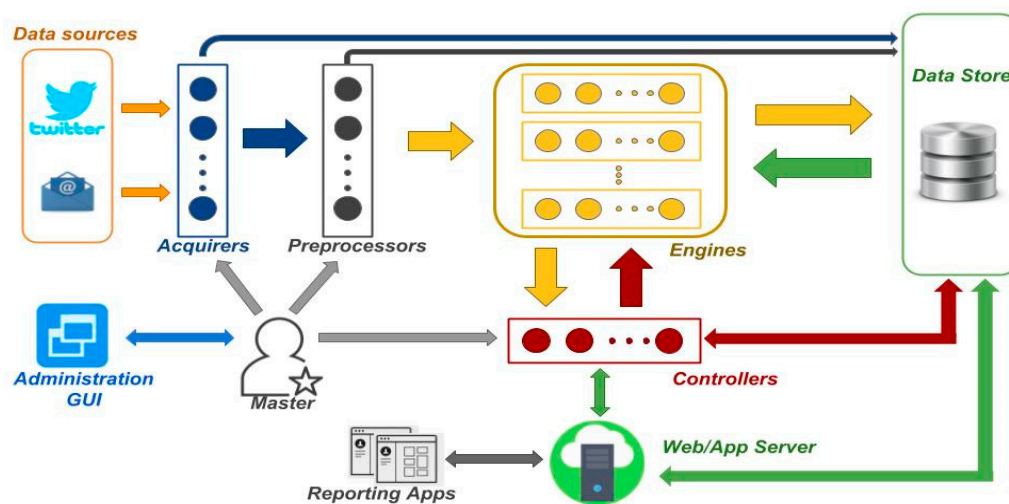 Data sources
twitter
@
Acquirers
Preprocessors
Engines
Data Store
Administration
GUI
Master
Controllers
Web/App Server
Reporting Apps